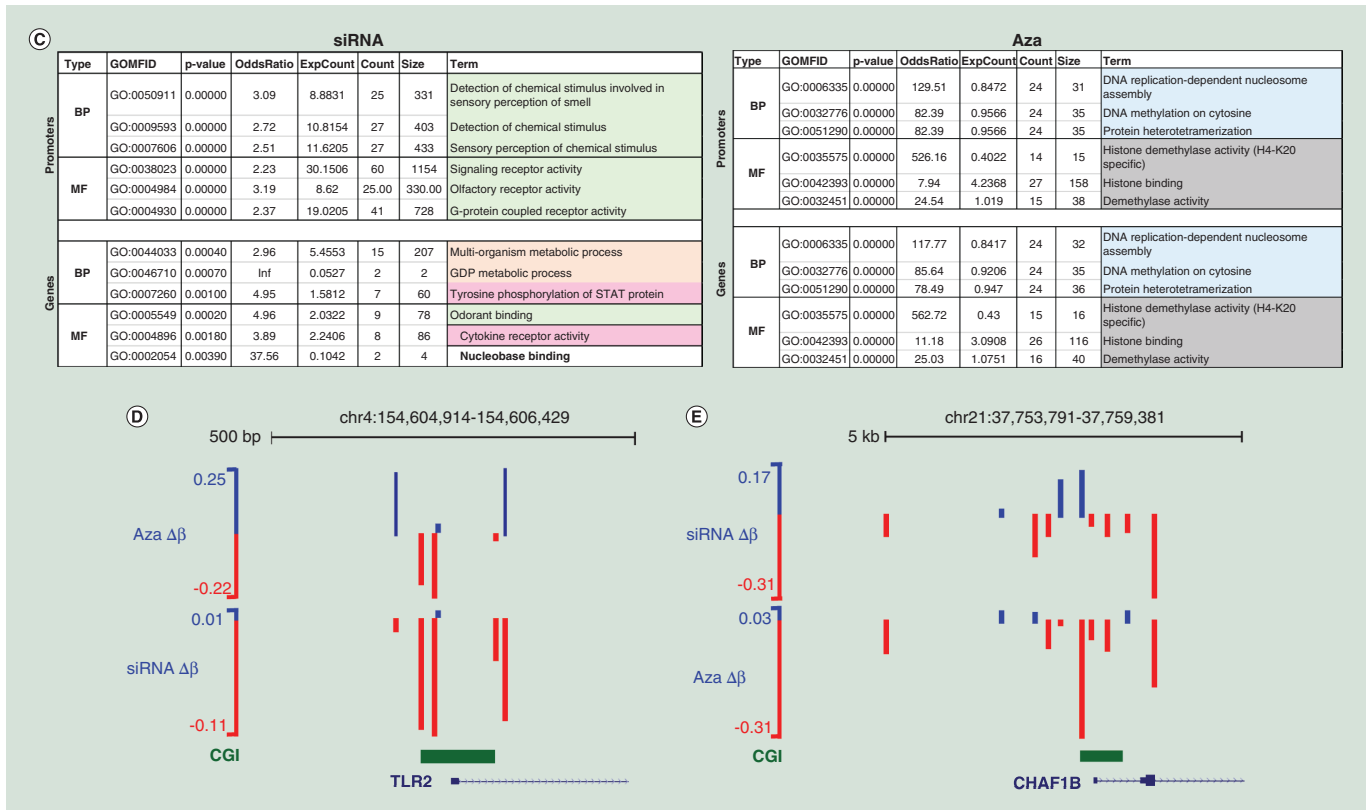 C
siRNA
Type GOMFID p-value OddsRatio ExpCount Count Size Term
Promoters
BP
GO:0050911 0.00000 3.09 8.8831 25 331 Detection of chemical stimulus involved in
sensory perception of smell
GO:0009593 0.00000 2.72 10.8154 27 403 Detection of chemical stimulus
GO:0007606 0.00000 2.51 11.6205 27 433 Sensory perception of chemical stimulus
MF
GO:0038023 0.00000 2.23 30.1506 60 1154 Signaling receptor activity
GO:0004984 0.00000 3.19 8.62 25.00 330.00 Olfactory receptor activity
GO:0004930 0.00000 2.37 19.0205 41 728 G-protein coupled receptor activity
Genes
BP
GO:0044033 0.00040 2.96 5.4553 15 207 Multi-organism metabolic process
GO:0046710 0.00070 Inf 0.0527 2 2 GDP metabolic process
GO:0007260 0.00100 4.95 1.5812 7 60 Tyrosine phosphorylation of STAT protein
MF
GO:0005549 0.00020 4.96 2.0322 9 78 Odorant binding
GO:0004896 0.00180 3.89 2.2406 8 86 Cytokine receptor activity
GO:0002054 0.00390 37.56 0.1042 2 4 Nucleobase binding
Aza
Type GOMFID p-value OddsRatio ExpCount Count Size Term
Promoters
BP
GO:0006335 0.00000 129.51 0.8472 24 31 DNA replication-dependent nucleosome
assembly
GO:0032776 0.00000 82.39 0.9566 24 35 DNA methylation on cytosine
GO:0051290 0.00000 82.39 0.9566 24 35 Protein heterotetramerization
MF
GO:0035575 0.00000 526.16 0.4022 14 15 Histone demethylase activity (H4-K20
specific)
GO:0042393 0.00000 7.94 4.2368 27 158 Histone binding
GO:0032451 0.00000 24.54 1.019 15 38 Demethylase activity
Genes
BP
GO:0006335 0.00000 117.77 0.8417 24 32 DNA replication-dependent nucleosome
assembly
GO:0032776 0.00000 85.64 0.9206 24 35 DNA methylation on cytosine
GO:0051290 0.00000 78.49 0.947 24 36 Protein heterotetramerization
MF
GO:0035575 0.00000 562.72 0.43 15 16 Histone demethylase activity (H4-K20
specific)
GO:0042393 0.00000 11.18 3.0908 26 116 Histone binding
GO:0032451 0.00000 25.03 1.0751 16 40 Demethylase activity
D
chr4:154,604,914-154,606,429
500 bp
0.25
Aza Δβ
-0.22
0.01
siRNA Δβ
-0.11
CGI
TLR2
E
chr21:37,753,791-37,759,381
5 kb
0.17
siRNA Δβ
-0.31
0.03
Aza Δβ
-0.31
CGI
CHAF1B